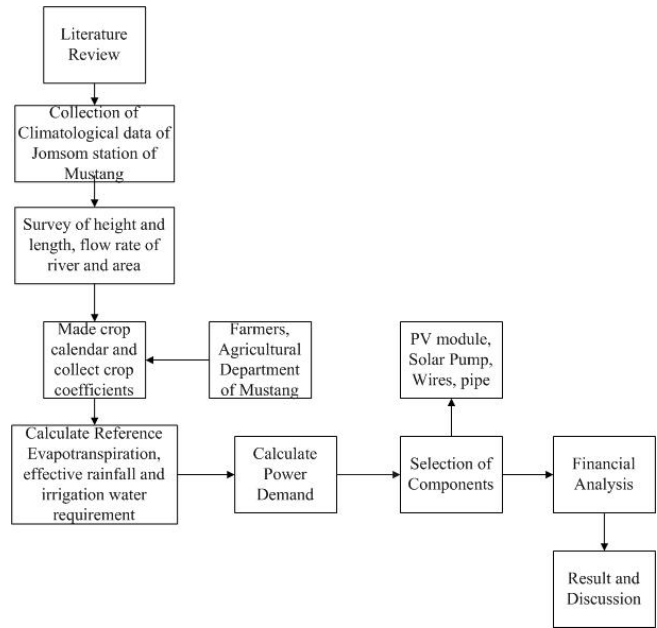 Literature
Review
Collection of
Climatological data of
Jomsom station of
Mustang
Survey of height and
length, flow rate of
river and area
Made crop
calendar and
collect crop
coefficients
Farmers,
Agricultural
Department
of Mustang
PV module,
Solar Pump,
Wires, pipe
Calculate Reference
Evapotranspiration,
effective rainfall and
irrigation water
requirement
Calculate
Power
Demand
Selection of
Components
Financial
Analysis
Result and
Discussion